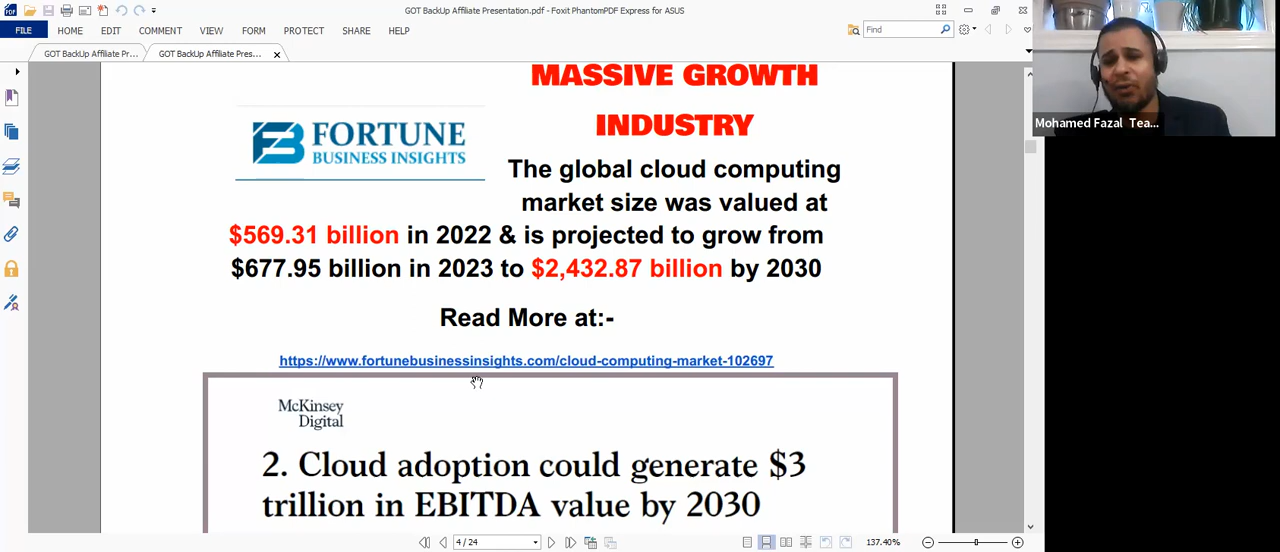 GOT BackUp Affiliate Presentation.pdf - Foxit PhantomPDF Express for ASUS
FILE HOME EDIT COMMENT VIEW FORM PROTECT SHARE HELP
Find
GOT BackUp Affiliate Pr... GOT BackUp Affiliate Pres...
MASSIVE GROWTH
INDUSTRY
FORTUNE
BUSINESS INSIGHTS
The global cloud computing
market size was valued at
$569.31 billion in 2022 & is projected to grow from
$677.95 billion in 2023 to $2,432.87 billion by 2030
Read More at:-
https://www.fortunebusinessinsights.com/cloud-computing-market-102697
McKinsey
Digital
2. Cloud adoption could generate $3
trillion in EBITDA value by 2030
4 / 24
137.40%
Mohamed Fazal Tea...